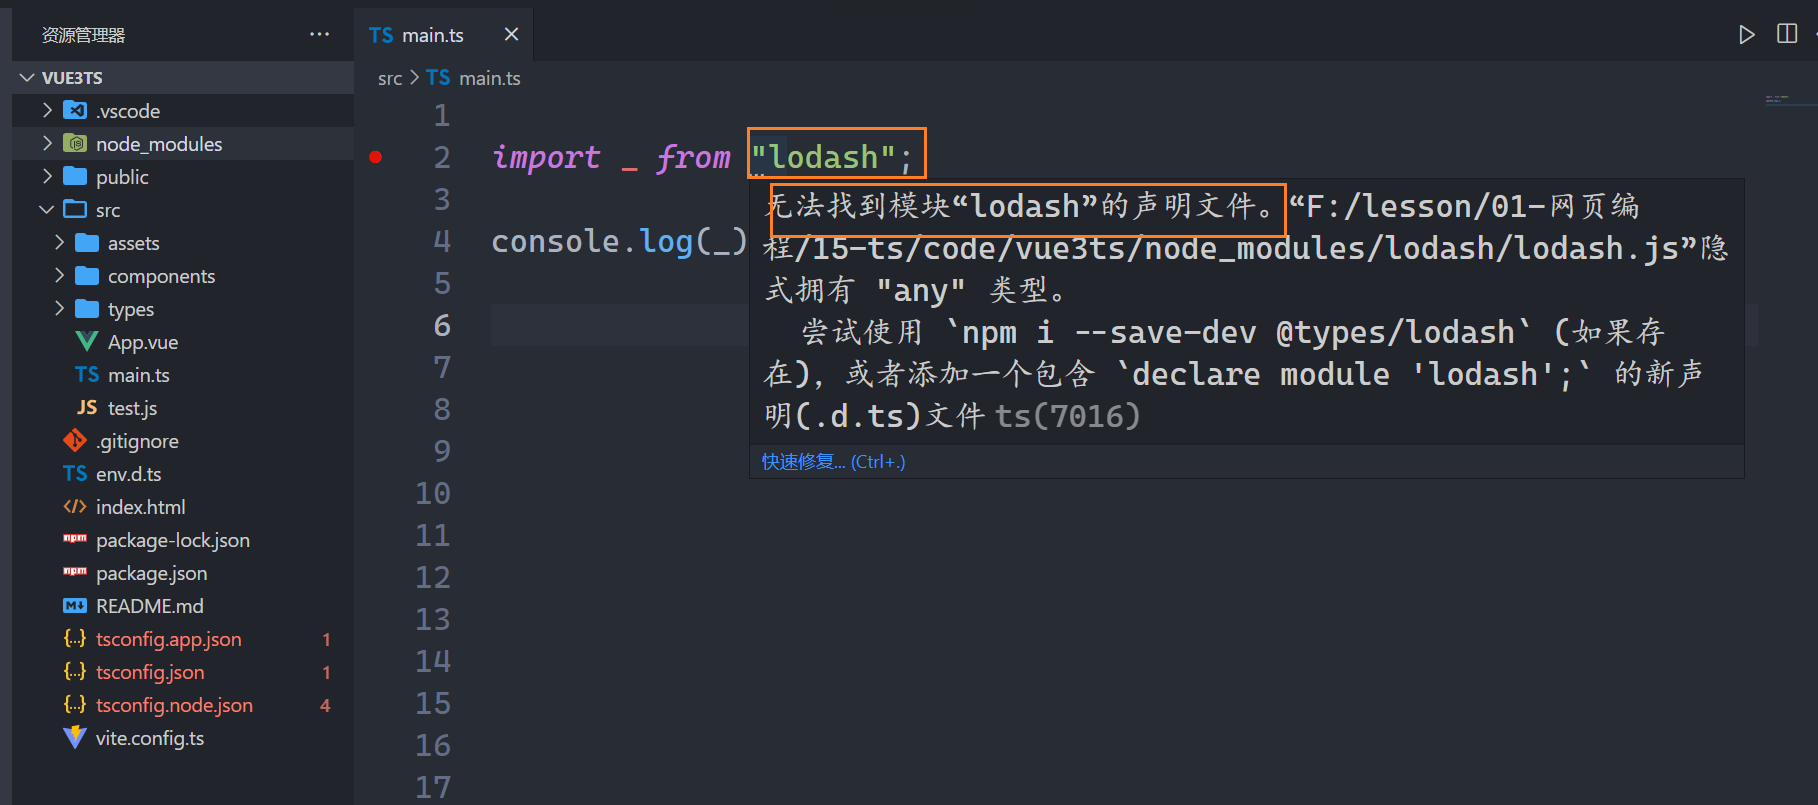 资源管理器 ···
VUE3TS
.vscode
node_modules
public
src
assets
components
types
App.vue
TS main.ts
JS test.js
.gitignore
TS env.d.ts
</> index.html
npm package-lock.json
npm package.json
M↓ README.md
{..} tsconfig.app.json 1
{..} tsconfig.json 1
{..} tsconfig.node.json 4
vite.config.ts
TS main.ts ×
src > TS main.ts
1
2 import _ from "lodash";
3
4 console.log(_)
5
6
7
8
9
10
11
12
13
14
15
16
17
无法找到模块“lodash”的声明文件。“F:/lesson/01-网页编
程/15-ts/code/vue3ts/node_modules/lodash/lodash.js”隐
式拥有 "any" 类型。
尝试使用 `npm i --save-dev @types/lodash` (如果存
在)，或者添加一个包含 `declare module 'lodash';` 的新声
明(.d.ts)文件 ts(7016)
快速修复... (Ctrl+.)